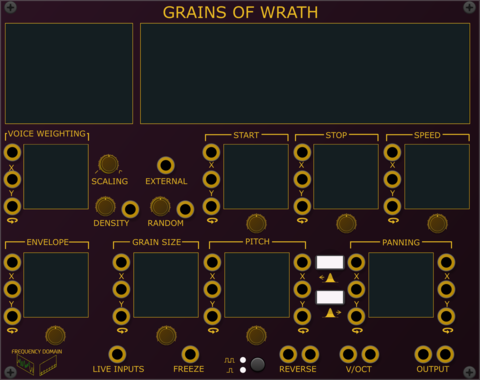 GRAINS OF WRATH
VOICE WEIGHTING
START
STOP
SPEED
X
X
X
X
SCALING
EXTERNAL
Y
Y
Y
Y
DENSITY
RANDOM
ENVELOPE
GRAIN SIZE
PITCH
PANNING
X
X
X
X
Y
Y
Y
Y
FREQUENCY DOMAIN
LIVE INPUTS
FREEZE
REVERSE
V/OCT
OUTPUT